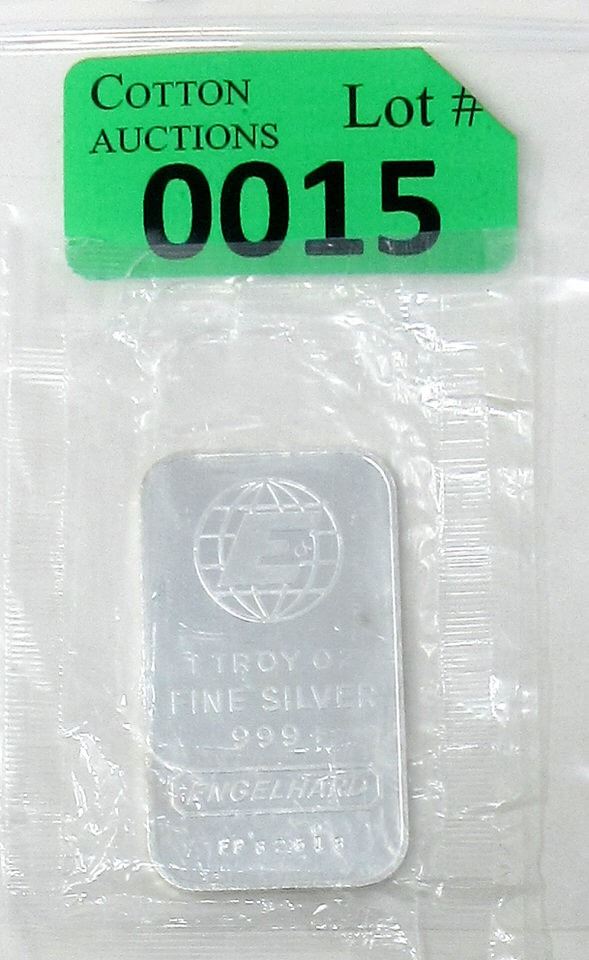 COTTON
AUCTIONS
Lot #
0015
E
1 TROY OZ
FINE SILVER
999+
ENGELHARD